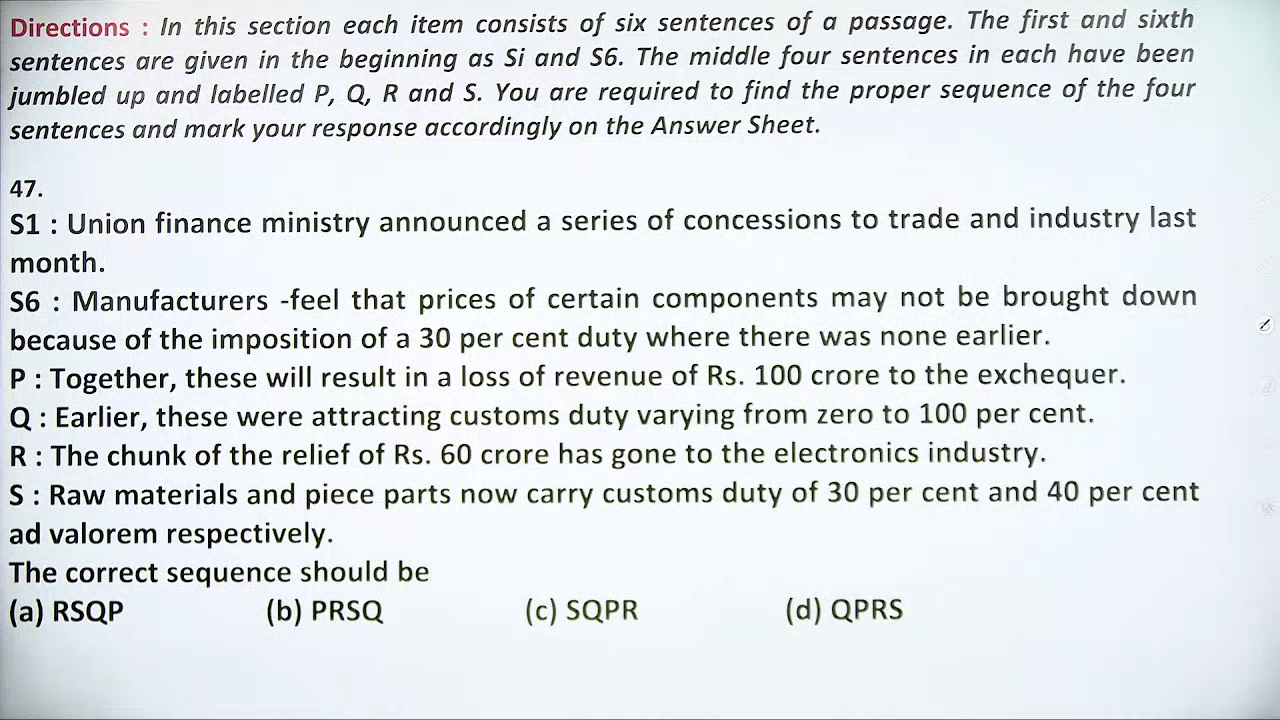 Directions : In this section each item consists of six sentences of a passage. The first and sixth
sentences are given in the beginning as Si and S6. The middle four sentences in each have been
jumbled up and labelled P, Q, R and S. You are required to find the proper sequence of the four
sentences and mark your response accordingly on the Answer Sheet.
47.
S1 : Union finance ministry announced a series of concessions to trade and industry last
month.
S6 : Manufacturers -feel that prices of certain components may not be brought down
because of the imposition of a 30 per cent duty where there was none earlier.
P : Together, these will result in a loss of revenue of Rs. 100 crore to the exchequer.
Q : Earlier, these were attracting customs duty varying from zero to 100 per cent.
R : The chunk of the relief of Rs. 60 crore has gone to the electronics industry.
S : Raw materials and piece parts now carry customs duty of 30 per cent and 40 per cent
ad valorem respectively.
The correct sequence should be
(a) RSQP (b) PRSQ (c) SQPR (d) QPRS